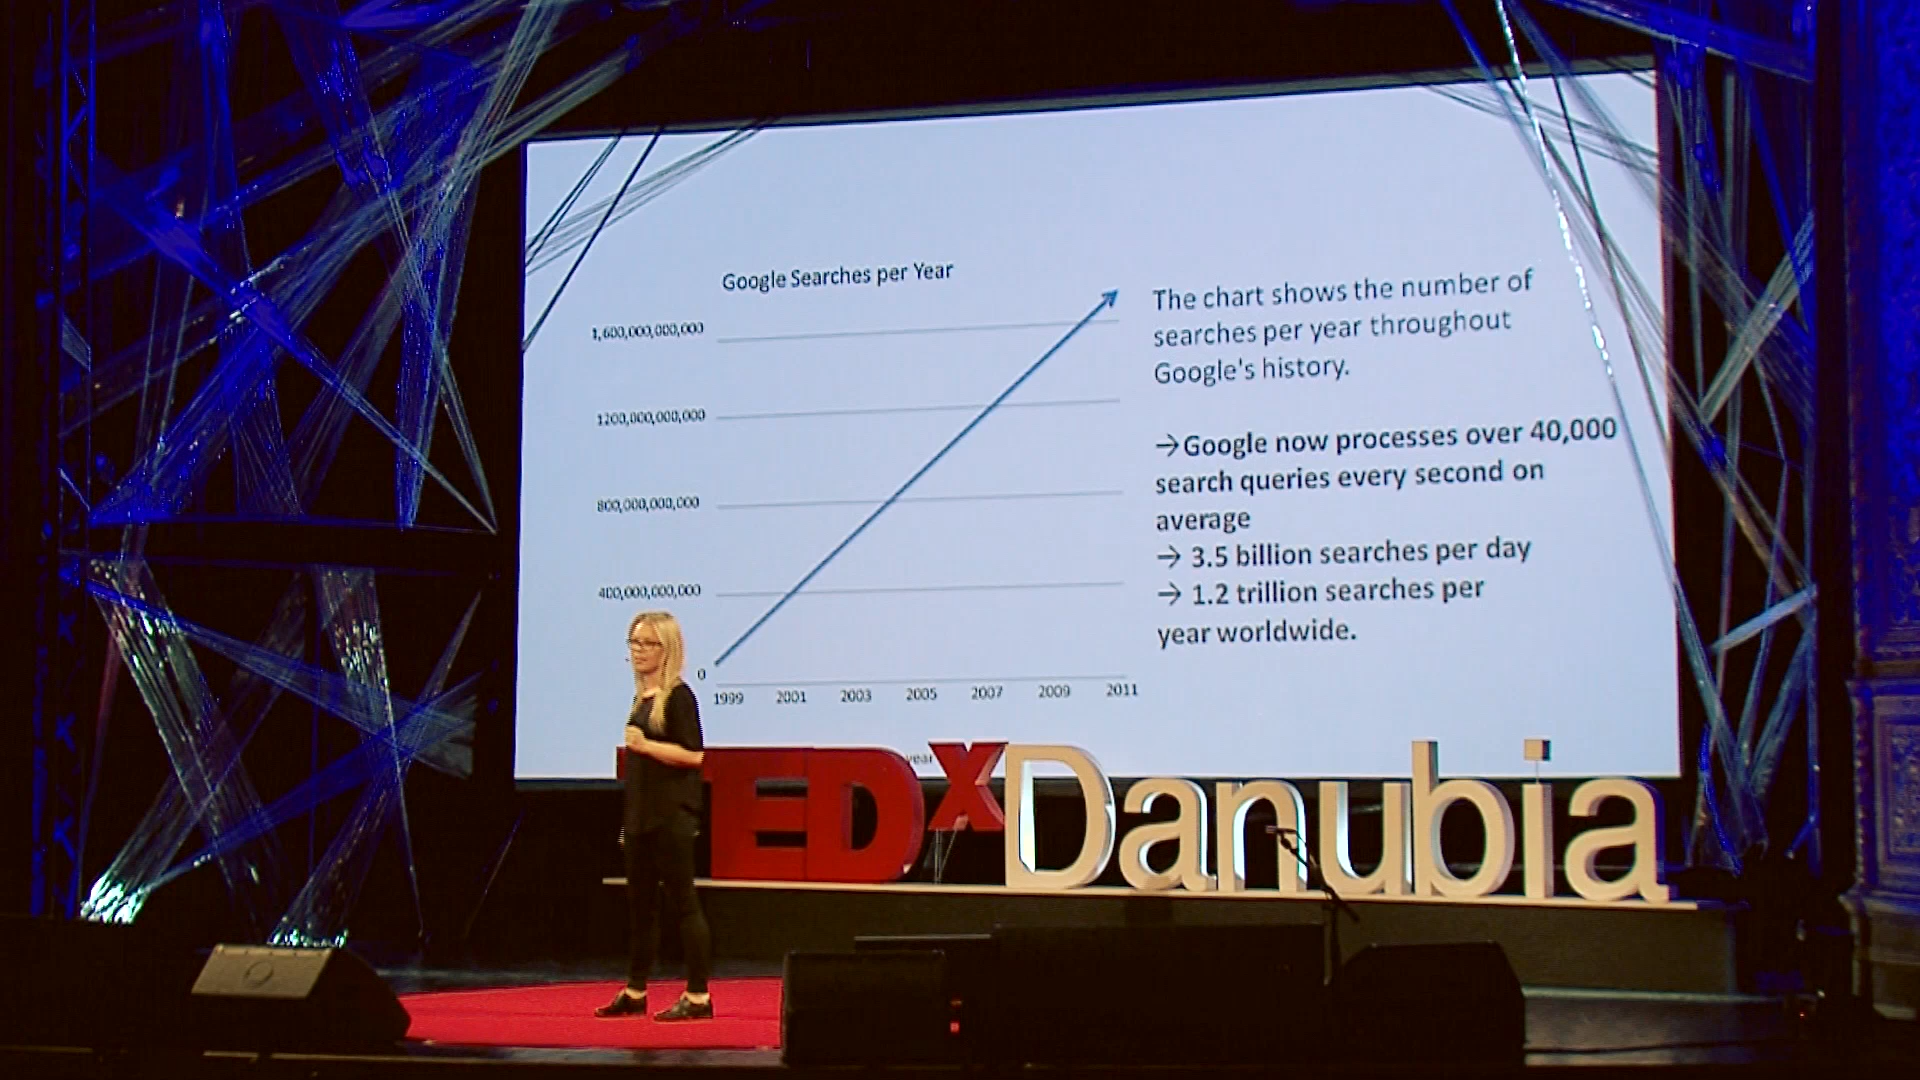 Google Searches per Year
1,600,000,000,000
1200,000,000,000
800,000,000,000
400,000,000,000
0
1999 2001 2003 2005 2007 2009 2011
year
The chart shows the number of
searches per year throughout
Google's history.
→Google now processes over 40,000
search queries every second on
average
→ 3.5 billion searches per day
→ 1.2 trillion searches per
year worldwide.
TEDxDanubia